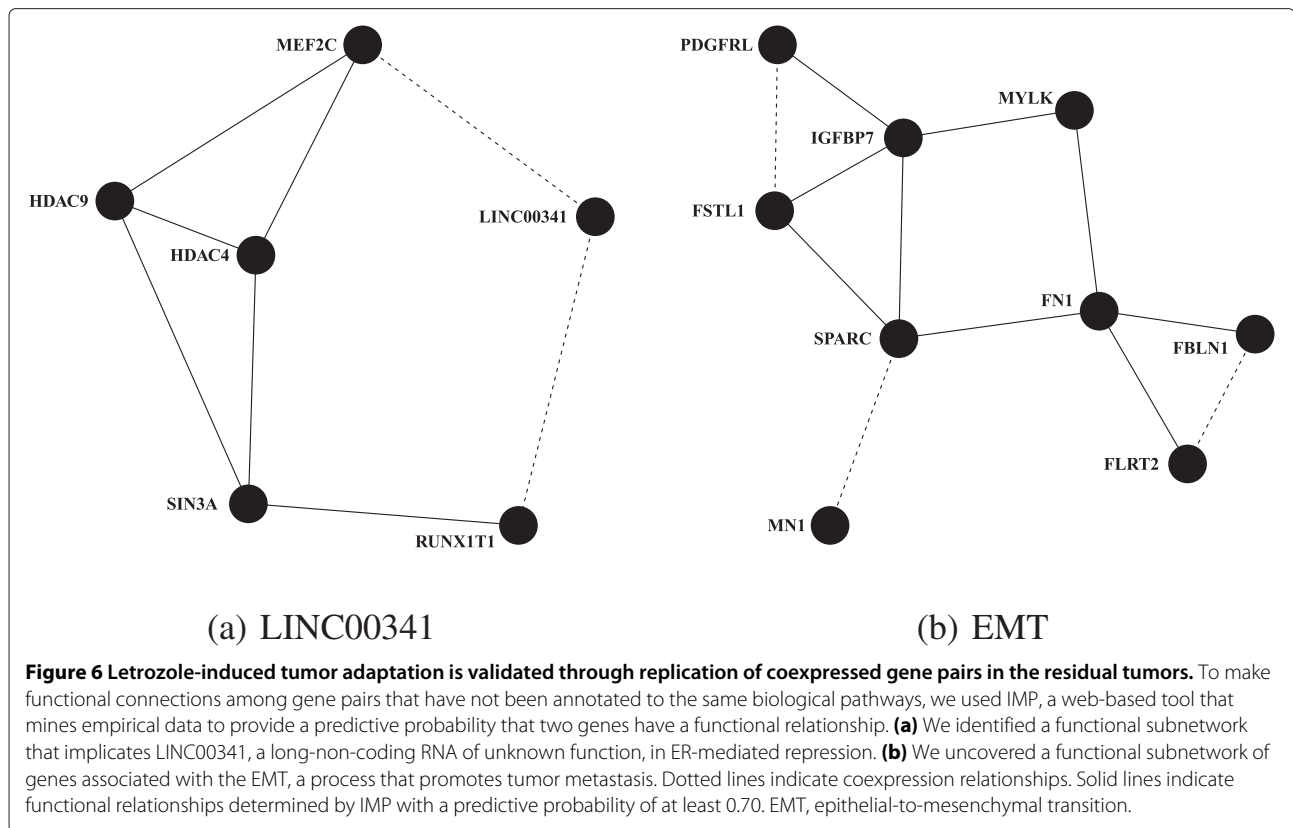 MEF2C
HDAC9
LINC00341
HDAC4
SIN3A
RUNX1T1
(a) LINC00341
PDGFRL
MYLK
IGFBP7
FSTL1
FN1
SPARC
FBLN1
FLRT2
MN1
(b) EMT
Figure 6 Letrozole-induced tumor adaptation is validated through replication of coexpressed gene pairs in the residual tumors. To make
functional connections among gene pairs that have not been annotated to the same biological pathways, we used IMP, a web-based tool that
mines empirical data to provide a predictive probability that two genes have a functional relationship. (a) We identified a functional subnetwork
that implicates LINC00341, a long-non-coding RNA of unknown function, in ER-mediated repression. (b) We uncovered a functional subnetwork of
genes associated with the EMT, a process that promotes tumor metastasis. Dotted lines indicate coexpression relationships. Solid lines indicate
functional relationships determined by IMP with a predictive probability of at least 0.70. EMT, epithelial-to-mesenchymal transition.